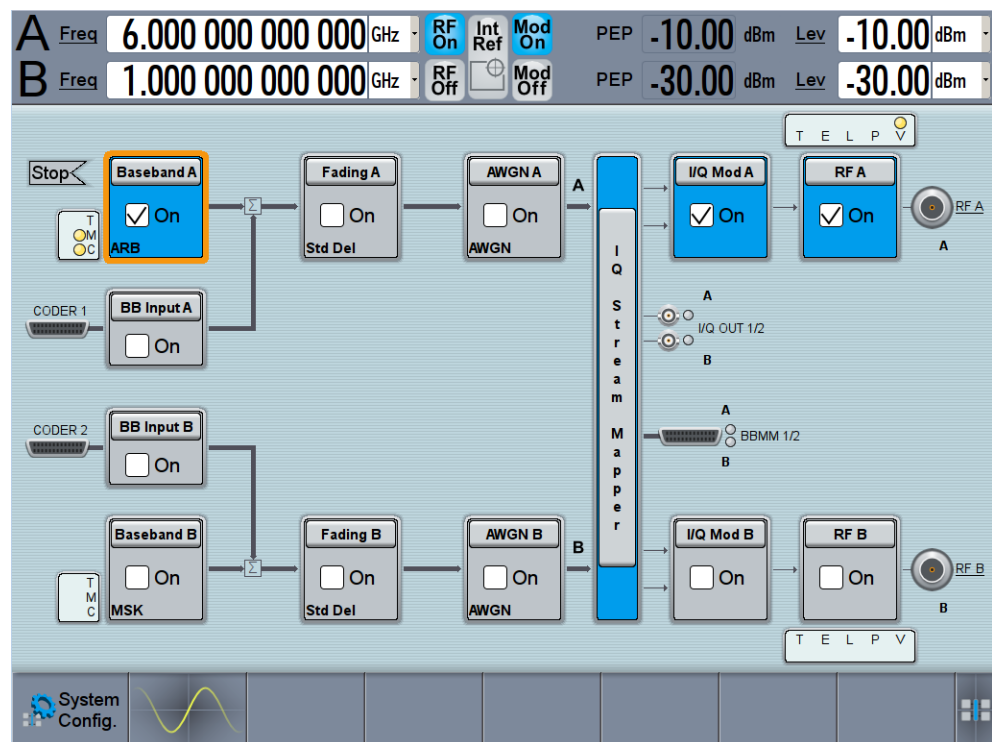 A Freq 6.000 000 000 000 GHz RF On Int Ref Mod On PEP -10.00 dBm Lev -10.00 dBm
B Freq 1.000 000 000 000 GHz RF Off Mod Off PEP -30.00 dBm Lev -30.00 dBm
T E L P V
Stop
Baseband A
Fading A
AWGN A
I/Q Mod A
RF A
T
M
C
On
On
On
On
On
ARB
Std Del
AWGN
A
RF A
A
BB Input A
CODER 1
On
I Q Stream Mapper
A
I/Q OUT 1/2
B
BB Input B
CODER 2
On
A
BBMM 1/2
B
Baseband B
Fading B
AWGN B
I/Q Mod B
RF B
T
M
C
On
On
On
On
On
MSK
Std Del
AWGN
B
RF B
B
T E L P V
System
Config.